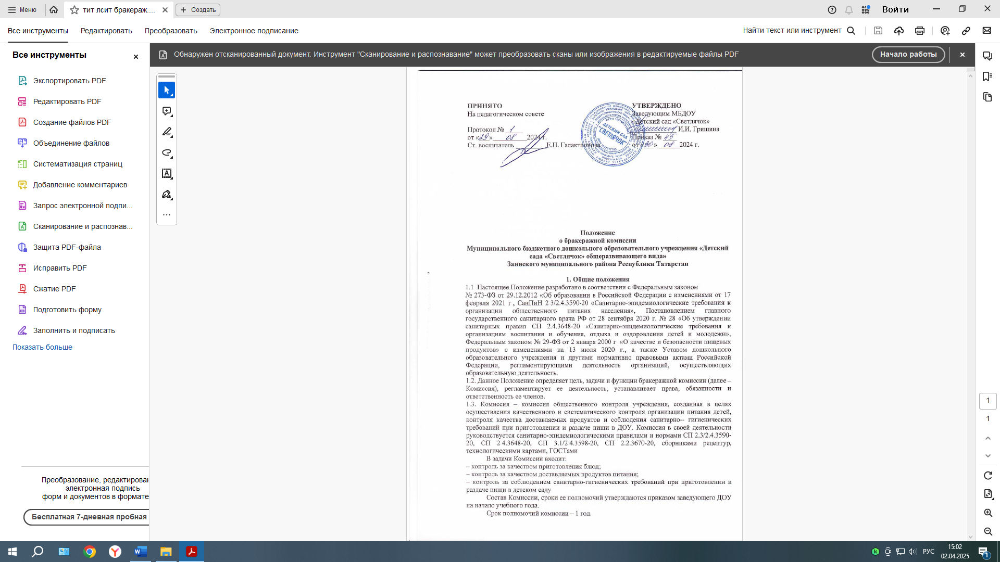 Меню
тит лсит бракераж....
Создать
Войти
Все инструменты
Редактировать
Преобразовать
Электронное подписание
Найти текст или инструмент
Все инструменты
Обнаружен отсканированный документ. Инструмент "Сканирование и распознавание" может преобразовать сканы или изображения в редактируемые файлы PDF
Начало работы
Экспортировать PDF
Редактировать PDF
Создание файлов PDF
Объединение файлов
Систематизация страниц
Добавление комментариев
Запрос электронной подпи...
Сканирование и распознав...
Защита PDF-файла
Исправить PDF
Сжатие PDF
Подготовить форму
Заполнить и подписать
Показать больше
Преобразование, редактирован
электронная подпись
форм и документов в формате
Бесплатная 7-дневная пробная
ПРИНЯТО
На педагогическом совете
Протокол № 1
от «29» 08 2024 г.
Ст. воспитатель Е.П. Галактионова
ДЕТСКИЙ САД
"СВЕТЛЯЧОК"
УТВЕРЖДЕНО
Заведующим МБДОУ
«Детский сад «Светлячок»
И,И, Гришина
Приказ № 45
от «30» 08 2024 г.
Положение
о бракеражной комиссии
Муниципального бюджетного дошкольного образовательного учреждения «Детский
сада «Светлячок» общеразвивающего вида»
Заинского муниципального района Республики Татарстан
1. Общие положения
1.1 Настоящее Положение разработано в соответствии с Федеральным законом
№ 273-ФЗ от 29.12.2012 «Об образовании в Российской Федерации с изменениями от 17
февраля 2021 г , СанПиН 2 3/2.4.3590-20 «Санитарно-эпидемиологические требования к
организации общественного питания населения», Постановлением главного
государственного санитарного врача РФ от 28 сентября 2020 г. № 28 «Об утверждении
санитарных правил СП 2.4.3648-20 «Санитарно-эпидемиологические требования к
организациям воспитания и обучения, отдыха и оздоровления детей и молодежи»,
Федеральным законом № 29-ФЗ от 2 января 2000 г «О качестве и безопасности пищевых
продуктов» с изменениями на 13 июля 2020 г., а также Уставом дошкольного
образовательного учреждения и другими нормативно правовыми актами Российской
Федерации, регламентирующими деятельность организаций, осуществляющих
образовательную деятельность.
1.2. Данное Положение определяет цель, задачи и функции бракеражной комиссии (далее –
Комиссия), регламентирует ее деятельность, устанавливает права, обязанности и
ответственность ее членов.
1.3. Комиссия – комиссия общественного контроля учреждения, созданная в целях
осуществления качественного и систематического контроля организации питания детей,
контроля качества доставляемых продуктов и соблюдения санитарно-- гигиенических
требований при приготовлении и раздаче пищи в ДОУ. Комиссия в своей деятельности
руководствуется санитарно-эпидемиологическими правилами и нормами СП 2.3/2.4.3590-
20, СП 2 4.3648-20, СП 3.1/2 4.3598-20, СП 2.2.3670-20, сборниками рецептур,
технологическими картами, ГОСТами
В задачи Комиссии входит:
– контроль за качеством приготовления блюд;
– контроль за качеством доставляемых продуктов питания;
– контроль за соблюдением санитарно-гигиенических требований при приготовлении и
раздаче пищи в детском саду
Состав Комиссии, сроки ее полномочий утверждаются приказом заведующего ДОУ
на начало учебного года.
Срок полномочий комиссии – 1 год.
1
1
РУС
15:02
02.04.2025
1